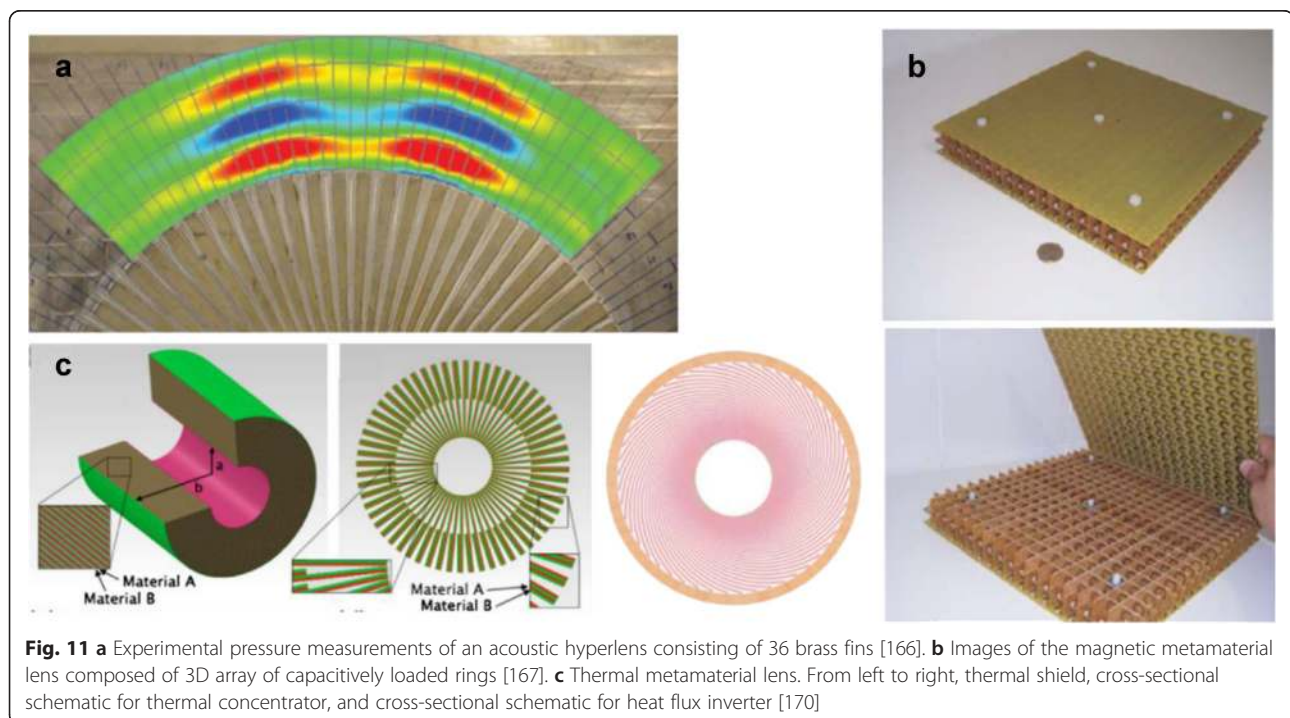 a
b
c
a
b
Material A
Material B
Material A
Material B
Fig. 11 a Experimental pressure measurements of an acoustic hyperlens consisting of 36 brass fins [166]. b Images of the magnetic metamaterial
lens composed of 3D array of capacitively loaded rings [167]. c Thermal metamaterial lens. From left to right, thermal shield, cross-sectional
schematic for thermal concentrator, and cross-sectional schematic for heat flux inverter [170]